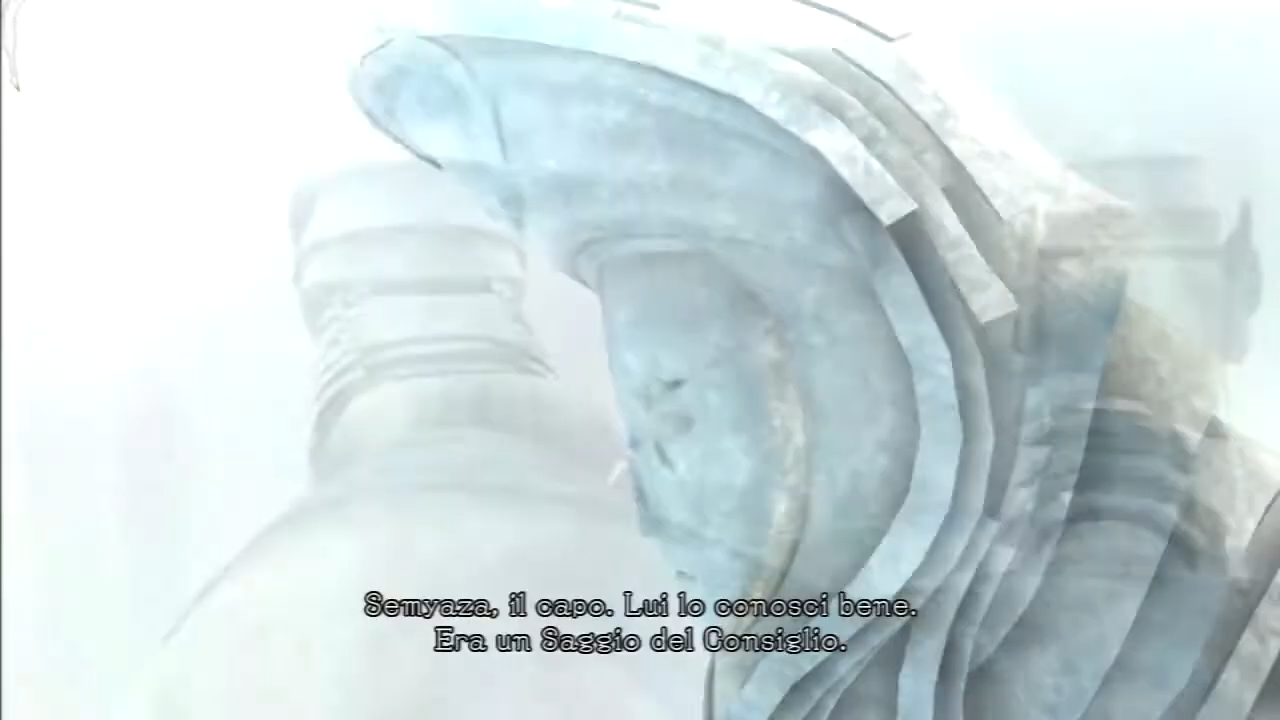 Semyaza, il capo. Lui lo conosci bene.
Era un Saggio del Consiglio.